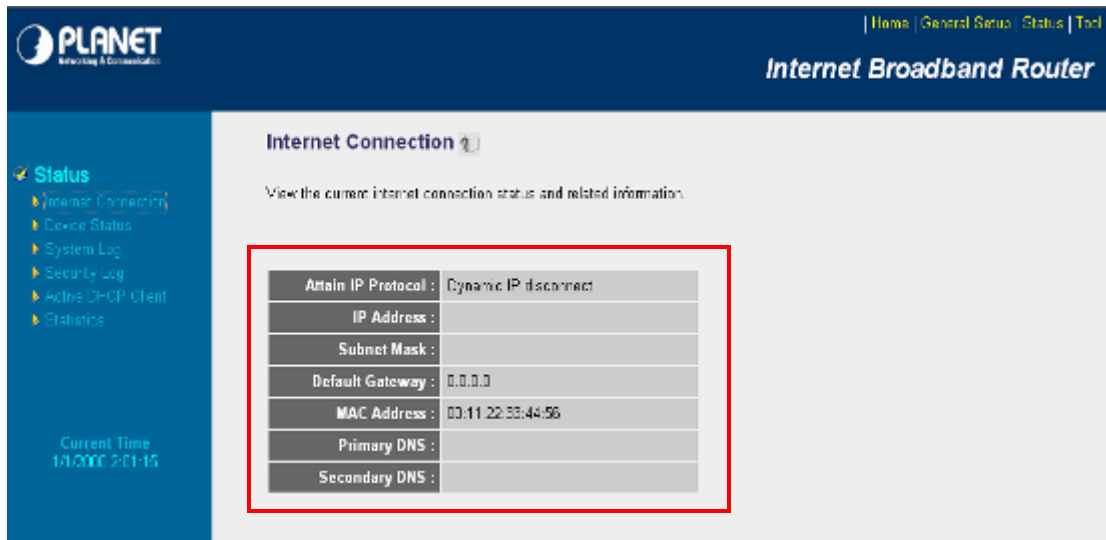 PLANET
Networking & Communication
| Home | General Setup | Status | Tool
Internet Broadband Router
Status
Internet Connection
Device Status
System Log
Security Log
Active DHCP Client
Statistics
Current Time
1/1/2000 2:01:15
Internet Connection
View the current internet connection status and related information.
Attain IP Protocol : Dynamic IP disconnect
IP Address :
Subnet Mask :
Default Gateway : 0.0.0.0
MAC Address : 00:11:22:33:44:56
Primary DNS :
Secondary DNS :